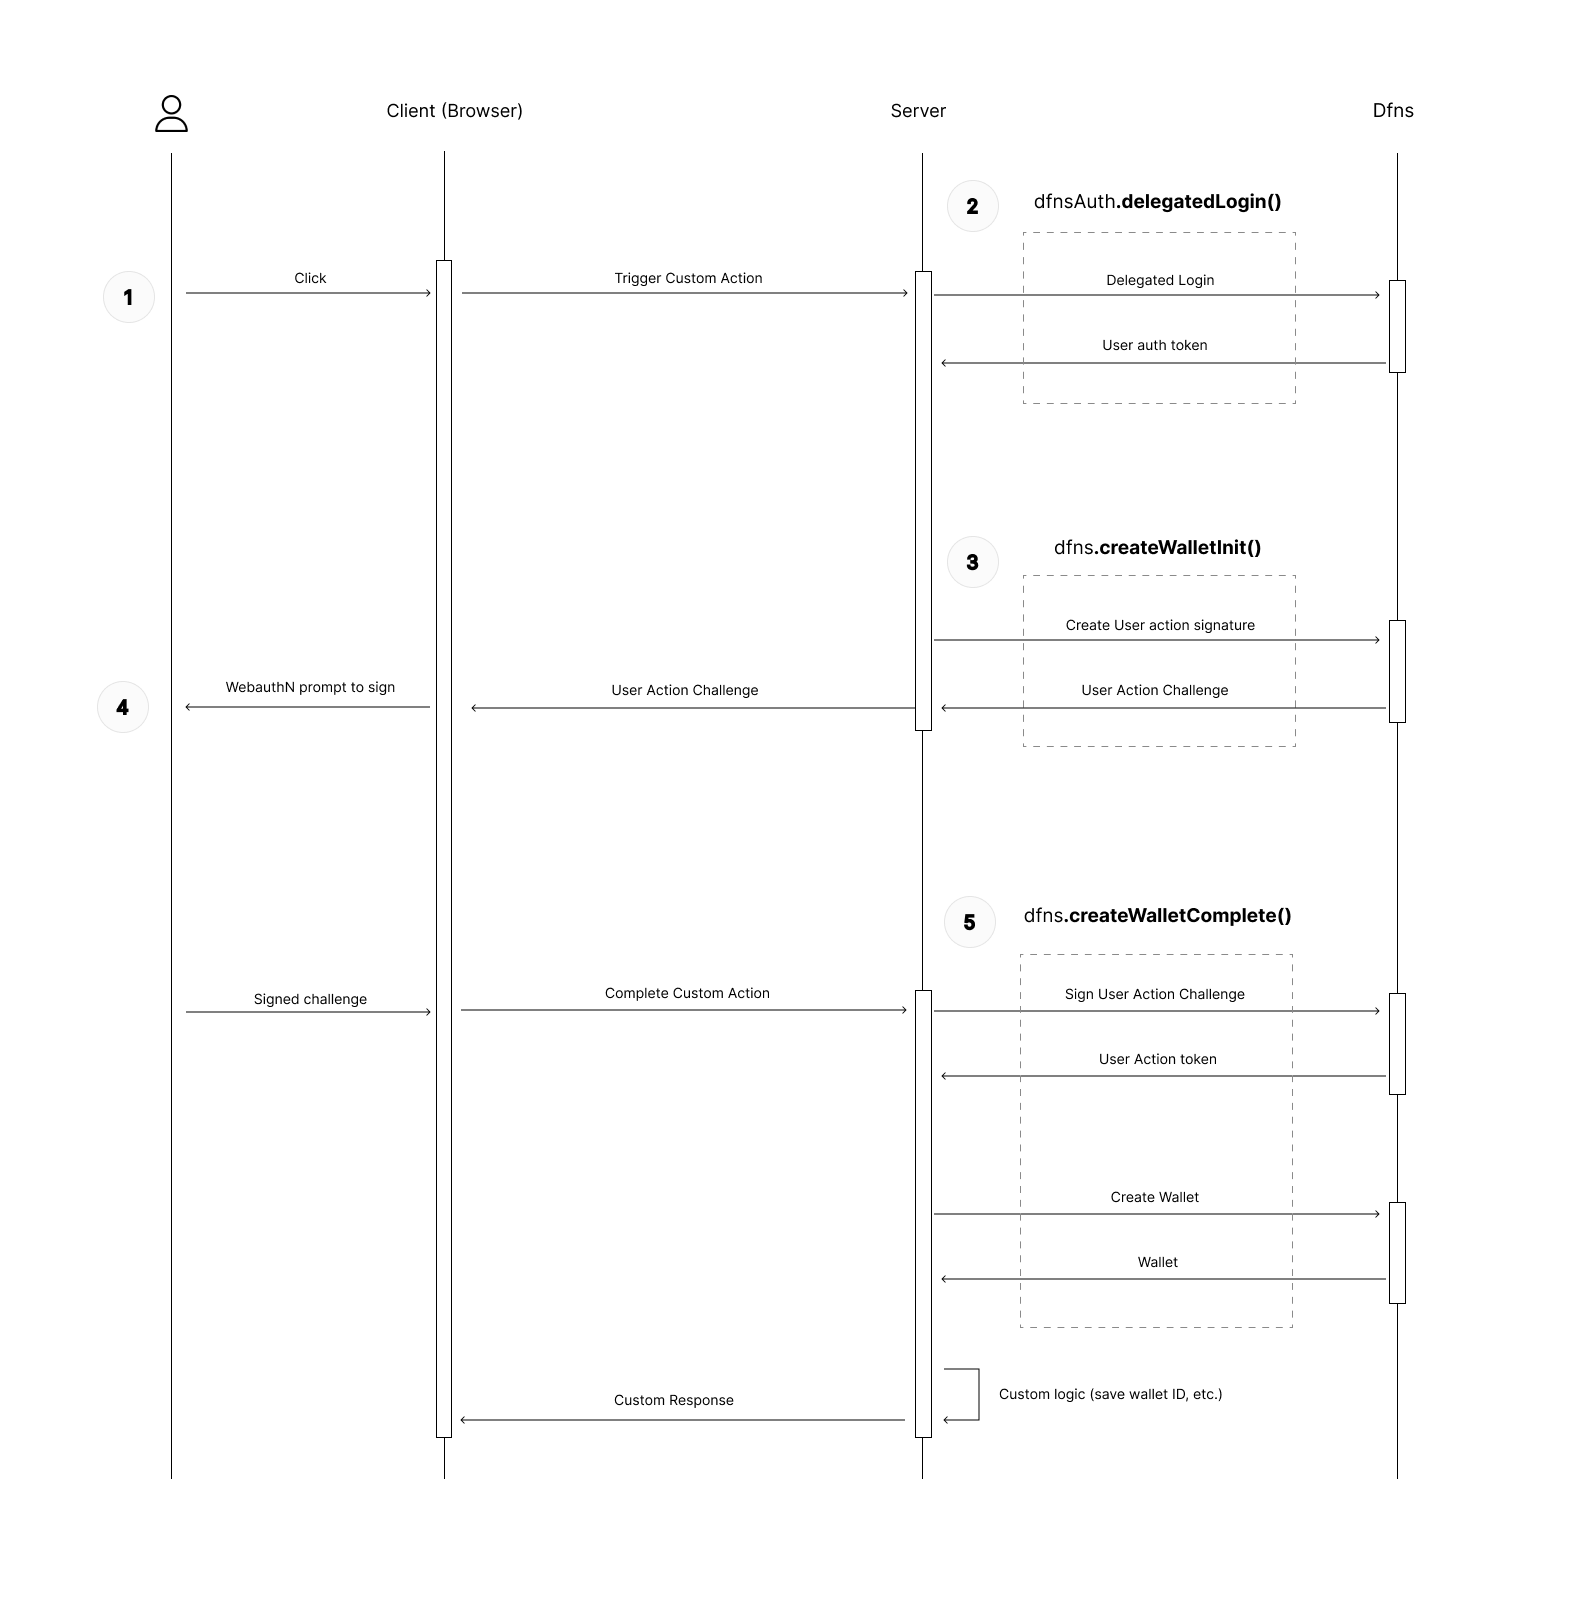 Client (Browser)
Server
Dfns
2
dfnsAuth.delegatedLogin()
1
Click
Trigger Custom Action
Delegated Login
User auth token
3
dfns.createWalletInit()
Create User action signature
4
WebauthN prompt to sign
User Action Challenge
User Action Challenge
5
dfns.createWalletComplete()
Signed challenge
Complete Custom Action
Sign User Action Challenge
User Action token
Create Wallet
Wallet
Custom logic (save wallet ID, etc.)
Custom Response